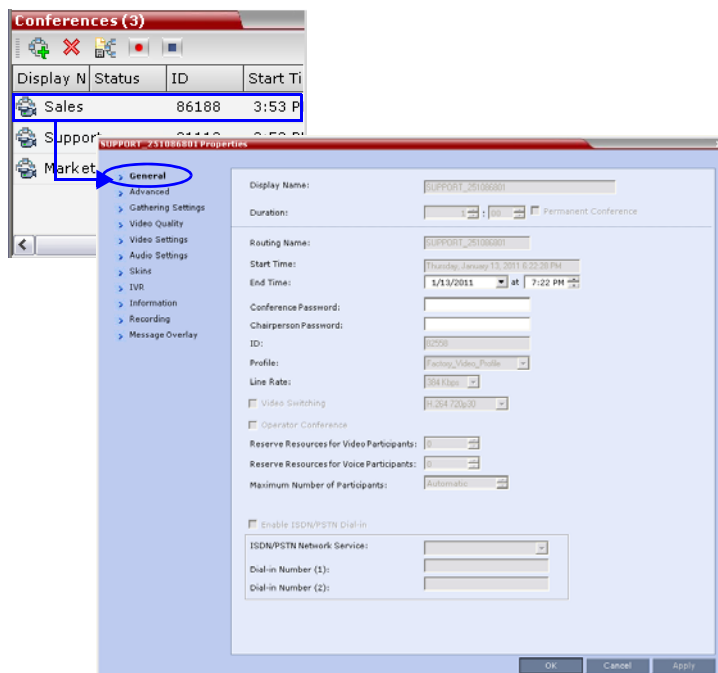 Conferences (3)
Display N Status ID Start Ti
Sales 86188 3:53 P
Support
Market
SUPPORT_251086801 Properties
General
Advanced
Gathering Settings
Video Quality
Video Settings
Audio Settings
Skins
IVR
Information
Recording
Message Overlay
Display Name: SUPPORT_251086801
Duration: 1 : 00 Permanent Conference
Routing Name: SUPPORT_251086801
Start Time: Thursday, January 13, 2011 6:22:28 PM
End Time: 1/13/2011 at 7:22 PM
Conference Password:
Chairperson Password:
ID:
Profile: Factory_Video_Profile
Line Rate: 384 Kbps
Video Switching H.264 720p30
Operator Conference
Reserve Resources for Video Participants: 0
Reserve Resources for Voice Participants: 0
Maximum Number of Participants: Automatic
Enable ISDN/PSTN Dial-in
ISDN/PSTN Network Service:
Dial-in Number (1):
Dial-in Number (2):
OK Cancel Apply